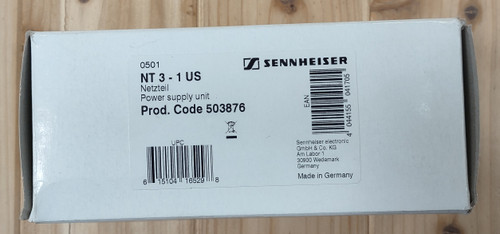 0501
NT 3 - 1 US
Netzteil
Power supply unit
Prod. Code 503876
UPC
6 15104 16529 8
SENNHEISER
EAN
4 044155 041705
Sennheiser electronic
GmbH & Co. KG
Am Labor 1
30900 Wedemark
Germany
Made in Germany